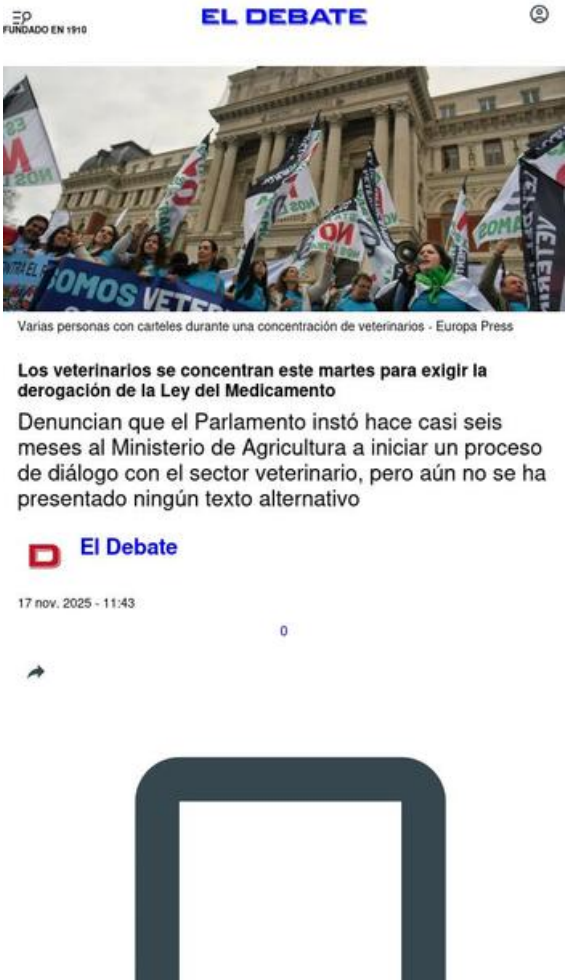 EL DEBATE
FUNDADO EN 1910
SOMOS VETER
NO
SOMA
Varias personas con carteles durante una concentración de veterinarios - Europa Press
Los veterinarios se concentran este martes para exigir la
derogación de la Ley del Medicamento
Denuncian que el Parlamento instó hace casi seis
meses al Ministerio de Agricultura a iniciar un proceso
de diálogo con el sector veterinario, pero aún no se ha
presentado ningún texto alternativo
El Debate
17 nov. 2025 - 11:43
0